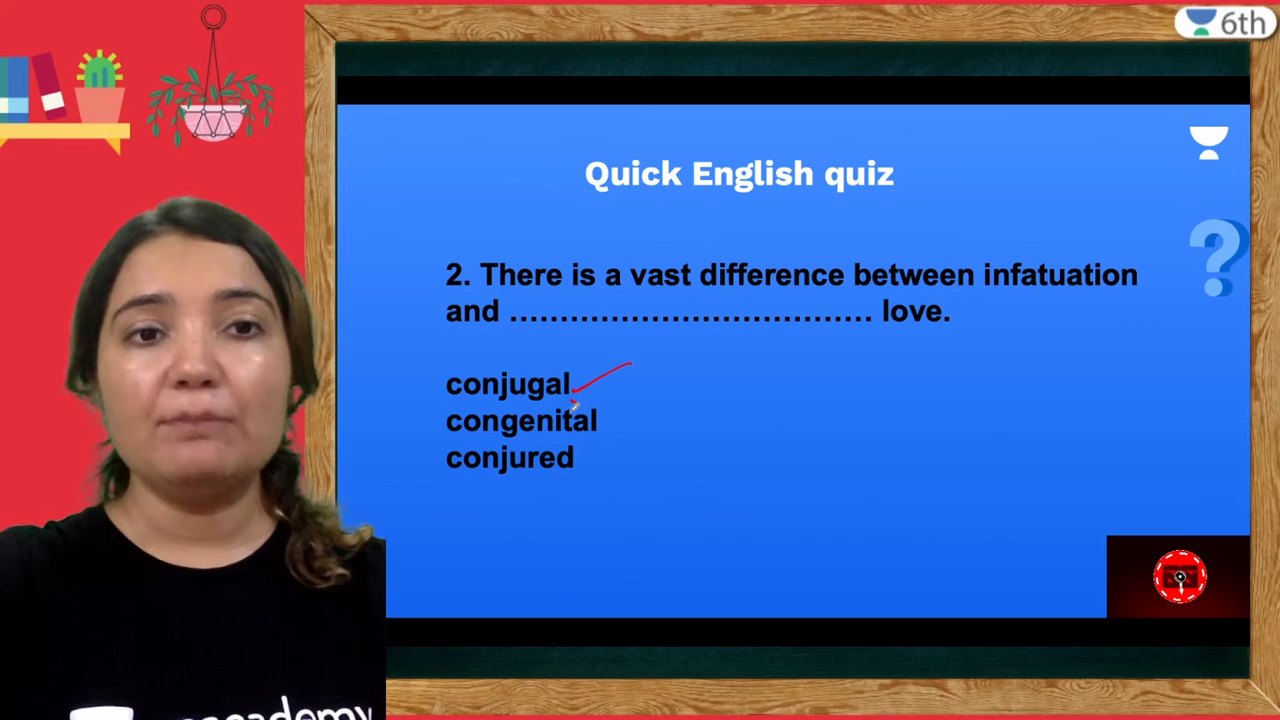 6th
Quick English quiz
2. There is a vast difference between infatuation
and ……………………………… love.
conjugal
congenital
conjured